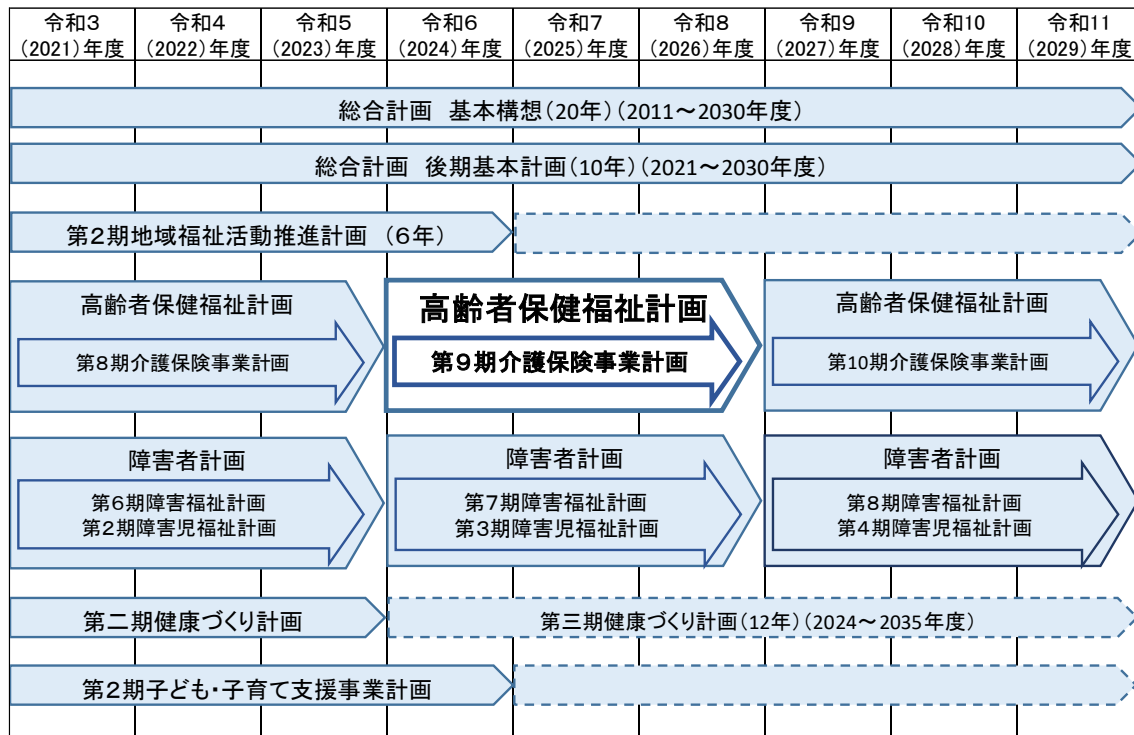 令和3 令和4 令和5 令和6 令和7 令和8 令和9 令和10 令和11
(2021)年度 (2022)年度 (2023)年度 (2024)年度 (2025)年度 (2026)年度 (2027)年度 (2028)年度 (2029)年度
総合計画 基本構想(20年)(2011～2030年度)
総合計画 後期基本計画(10年)(2021～2030年度)
第2期地域福祉活動推進計画 (6年)
高齢者保健福祉計画
第8期介護保険事業計画
高齢者保健福祉計画
第9期介護保険事業計画
高齢者保健福祉計画
第10期介護保険事業計画
障害者計画
第6期障害福祉計画
第2期障害児福祉計画
障害者計画
第7期障害福祉計画
第3期障害児福祉計画
障害者計画
第8期障害福祉計画
第4期障害児福祉計画
第二期健康づくり計画
第三期健康づくり計画(12年)(2024～2035年度)
第2期子ども・子育て支援事業計画